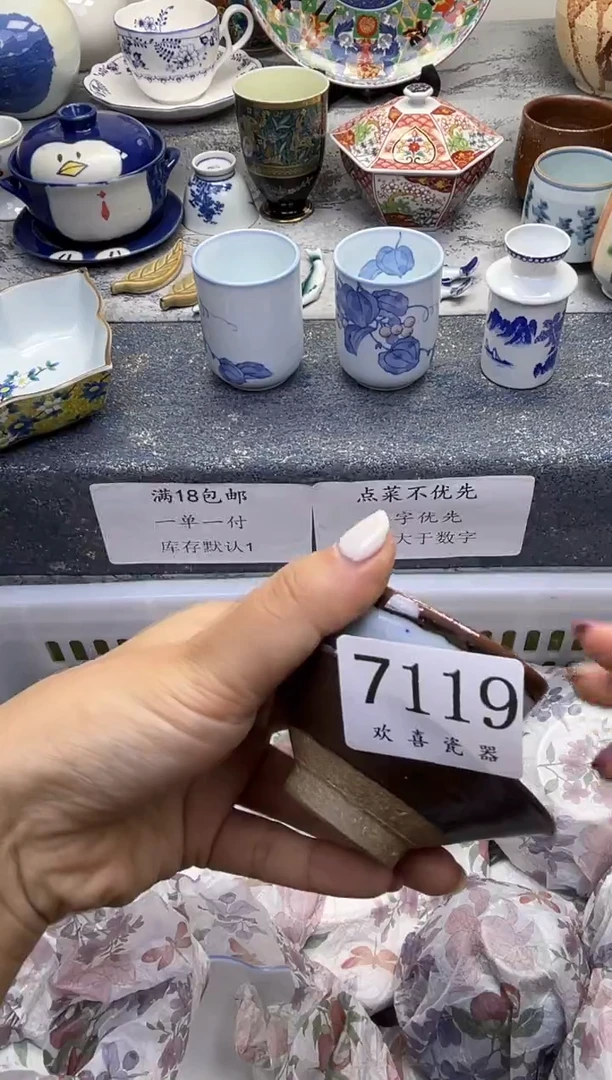 满18包邮
一单一付
库存默认1
点菜不优先
字优先
大于数字
7119
欢喜瓷器